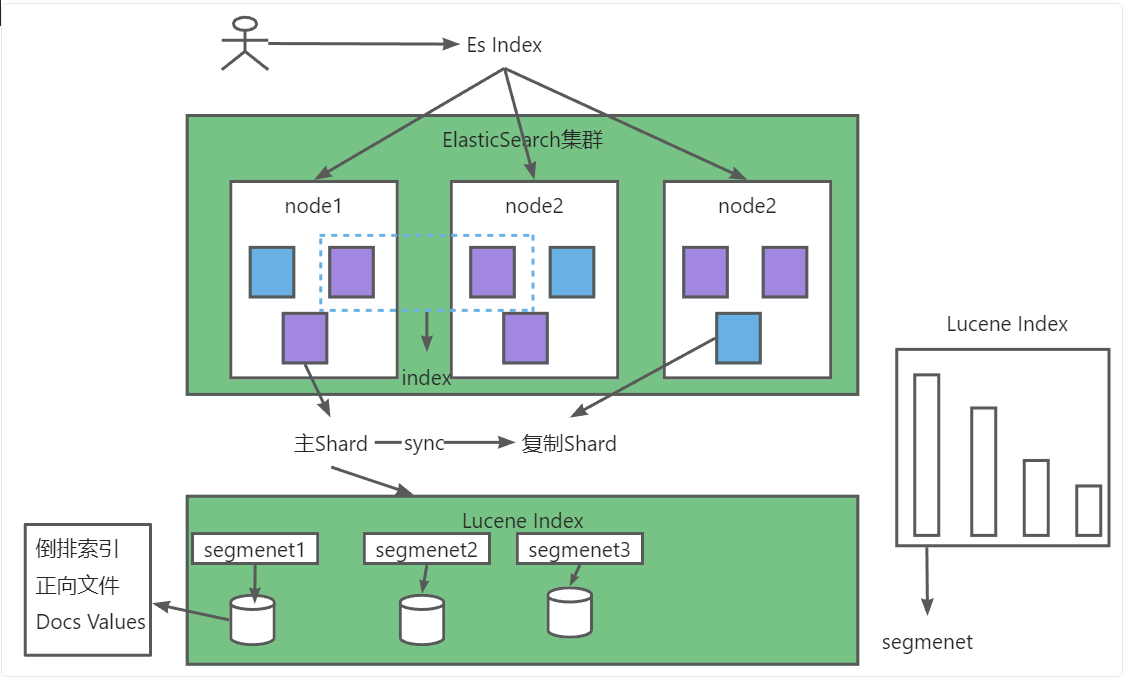 Es Index
ElasticSearch集群
node1
node2
node2
index
主Shard
sync
复制Shard
Lucene Index
segmenet1
segmenet2
segmenet3
倒排索引
正向文件
Docs Values
Lucene Index
segmenet